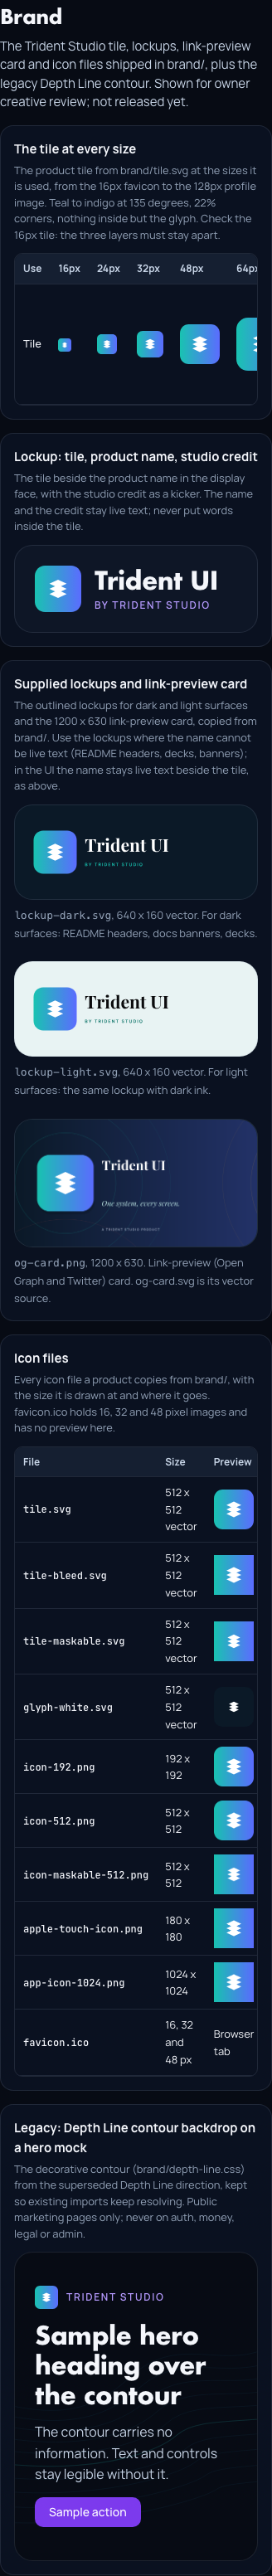 Brand
The Trident Studio tile, lockups, link-preview
card and icon files shipped in brand/, plus the
legacy Depth Line contour. Shown for owner
creative review; not released yet.
The tile at every size
The product tile from brand/tile.svg at the sizes it
is used, from the 16px favicon to the 128px profile
image. Teal to indigo at 135 degrees, 22%
corners, nothing inside but the glyph. Check the
16px tile: the three layers must stay apart.
Use 16px 24px 32px 48px 64px
Tile
Lockup: tile, product name, studio credit
The tile beside the product name in the display
face, with the studio credit as a kicker. The name
and the credit stay live text; never put words
inside the tile.
Trident UI
BY TRIDENT STUDIO
Supplied lockups and link-preview card
The outlined lockups for dark and light surfaces
and the 1200 x 630 link-preview card, copied from
brand/. Use the lockups where the name cannot
be live text (README headers, decks, banners);
in the UI the name stays live text beside the tile,
as above.
Trident UI
BY TRIDENT STUDIO
lockup-dark.svg, 640 x 160 vector. For dark
surfaces: README headers, docs banners, decks.
Trident UI
BY TRIDENT STUDIO
lockup-light.svg, 640 x 160 vector. For light
surfaces: the same lockup with dark ink.
Trident UI
One system, every screen.
A TRIDENT STUDIO PRODUCT
og-card.png, 1200 x 630. Link-preview (Open
Graph and Twitter) card. og-card.svg is its vector
source.
Icon files
Every icon file a product copies from brand/, with
the size it is drawn at and where it goes.
favicon.ico holds 16, 32 and 48 pixel images and
has no preview here.
File Size Preview
tile.svg 512 x
512
vector
tile-bleed.svg 512 x
512
vector
tile-maskable.svg 512 x
512
vector
glyph-white.svg 512 x
512
vector
icon-192.png 192 x
192
icon-512.png 512 x
512
icon-maskable-512.png 512 x
512
apple-touch-icon.png 180 x
180
app-icon-1024.png 1024 x
1024
favicon.ico 16, 32
and
48 px
Browser
tab
Legacy: Depth Line contour backdrop on
a hero mock
The decorative contour (brand/depth-line.css)
from the superseded Depth Line direction, kept
so existing imports keep resolving. Public
marketing pages only; never on auth, money,
legal or admin.
TRIDENT STUDIO
Sample hero
heading over
the contour
The contour carries no
information. Text and controls
stay legible without it.
Sample action